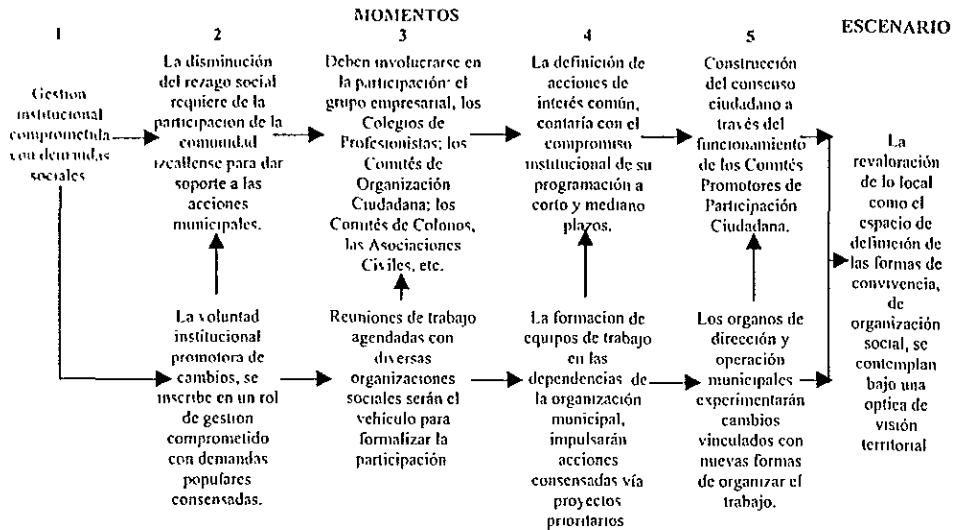 MOMENTOS
ESCENARIO
1
Gestion
institucional
comprometida
con demandas
sociales
2
La disminución
del rezago social
requiere de la
participacion de la
comunidad
izcallense para dar
soporte a las
acciones
municipales.
3
Deben involucrarse en
la participación: el
grupo empresarial, los
Colegios de
Profesionistas; los
Comités de
Organización
Ciudadana; los
Comités de Colonos,
las Asociaciones
Civiles, etc.
4
La definición de
acciones de
interés común,
contaría con el
compromiso
institucional de su
programación a
corto y mediano
plazos.
5
Construcción
del consenso
ciudadano a
través del
funcionamiento
de los Comités
Promotores de
Participación
Ciudadana.
La
revaloración
de lo local
como el
espacio de
definición de
las formas de
convivencia,
de
organización
social, se
contemplan
bajo una
optica de
visión
territorial
La voluntad
institucional
promotora de
cambios, se
inscribe en un rol
de gestion
comprometido
con demandas
populares
consensadas.
Reuniones de trabajo
agendadas con
diversas
organizaciones
sociales serán el
vehículo para
formalizar la
participación
La formacion de
equipos de trabajo
en las
dependencias de
la organización
municipal,
impulsarán
acciones
consensadas vía
proyectos
prioritarios
Los organos de
dirección y
operación
municipales
experimentarán
cambios
vinculados con
nuevas formas
de organizar el
trabajo.